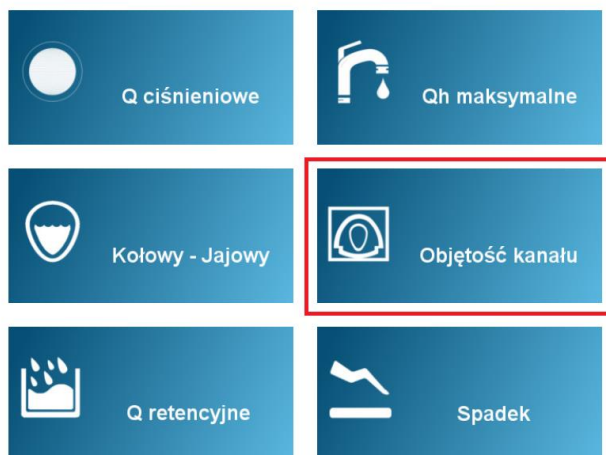 Q ciśnieniowe
Qh maksymalne
Kołowy - Jajowy
Objętość kanału
Q retencyjne
Spadek